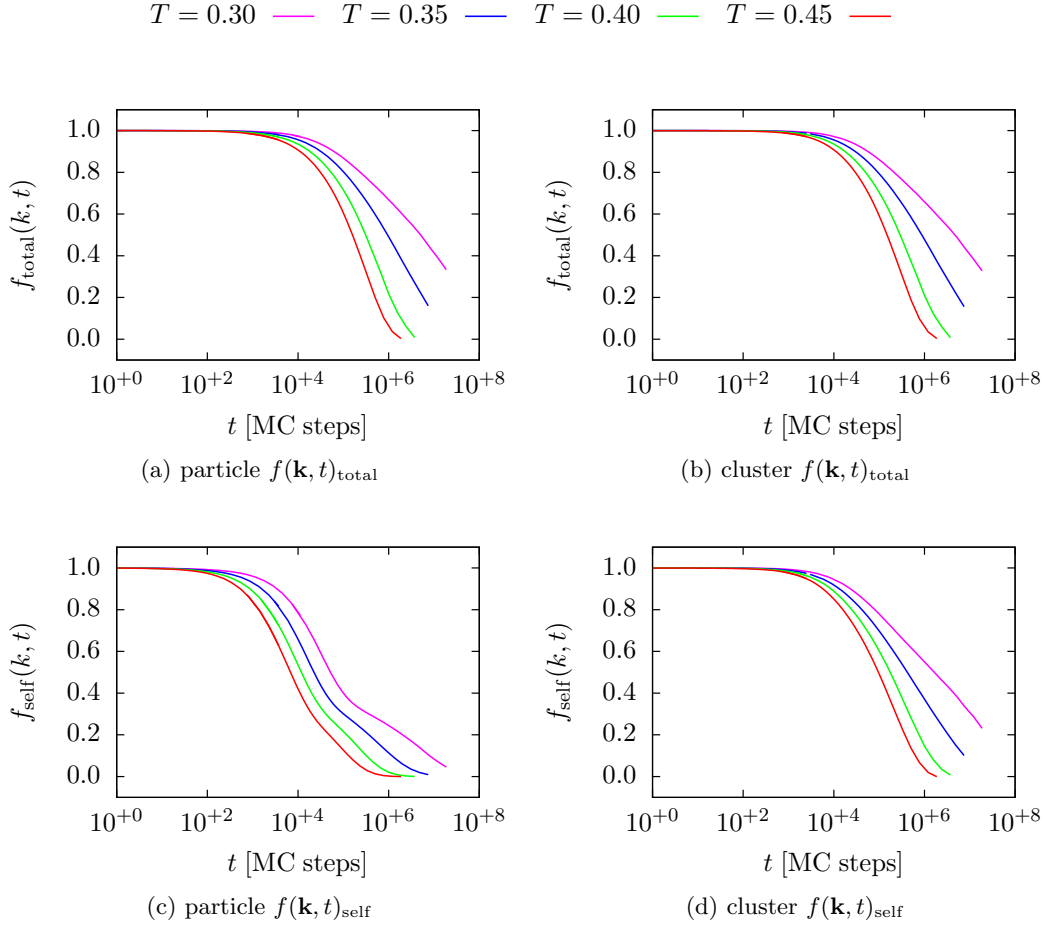 T = 0.30 T = 0.35 T = 0.40 T = 0.45
1.0
0.8
0.6
0.4
0.2
0.0
f_total(k, t)
10^+0 10^+2 10^+4 10^+6 10^+8
t [MC steps]
(a) particle f(k, t)_total
1.0
0.8
0.6
0.4
0.2
0.0
f_total(k, t)
10^+0 10^+2 10^+4 10^+6 10^+8
t [MC steps]
(b) cluster f(k, t)_total
1.0
0.8
0.6
0.4
0.2
0.0
f_self(k, t)
10^+0 10^+2 10^+4 10^+6 10^+8
t [MC steps]
(c) particle f(k, t)_self
1.0
0.8
0.6
0.4
0.2
0.0
f_self(k, t)
10^+0 10^+2 10^+4 10^+6 10^+8
t [MC steps]
(d) cluster f(k, t)_self